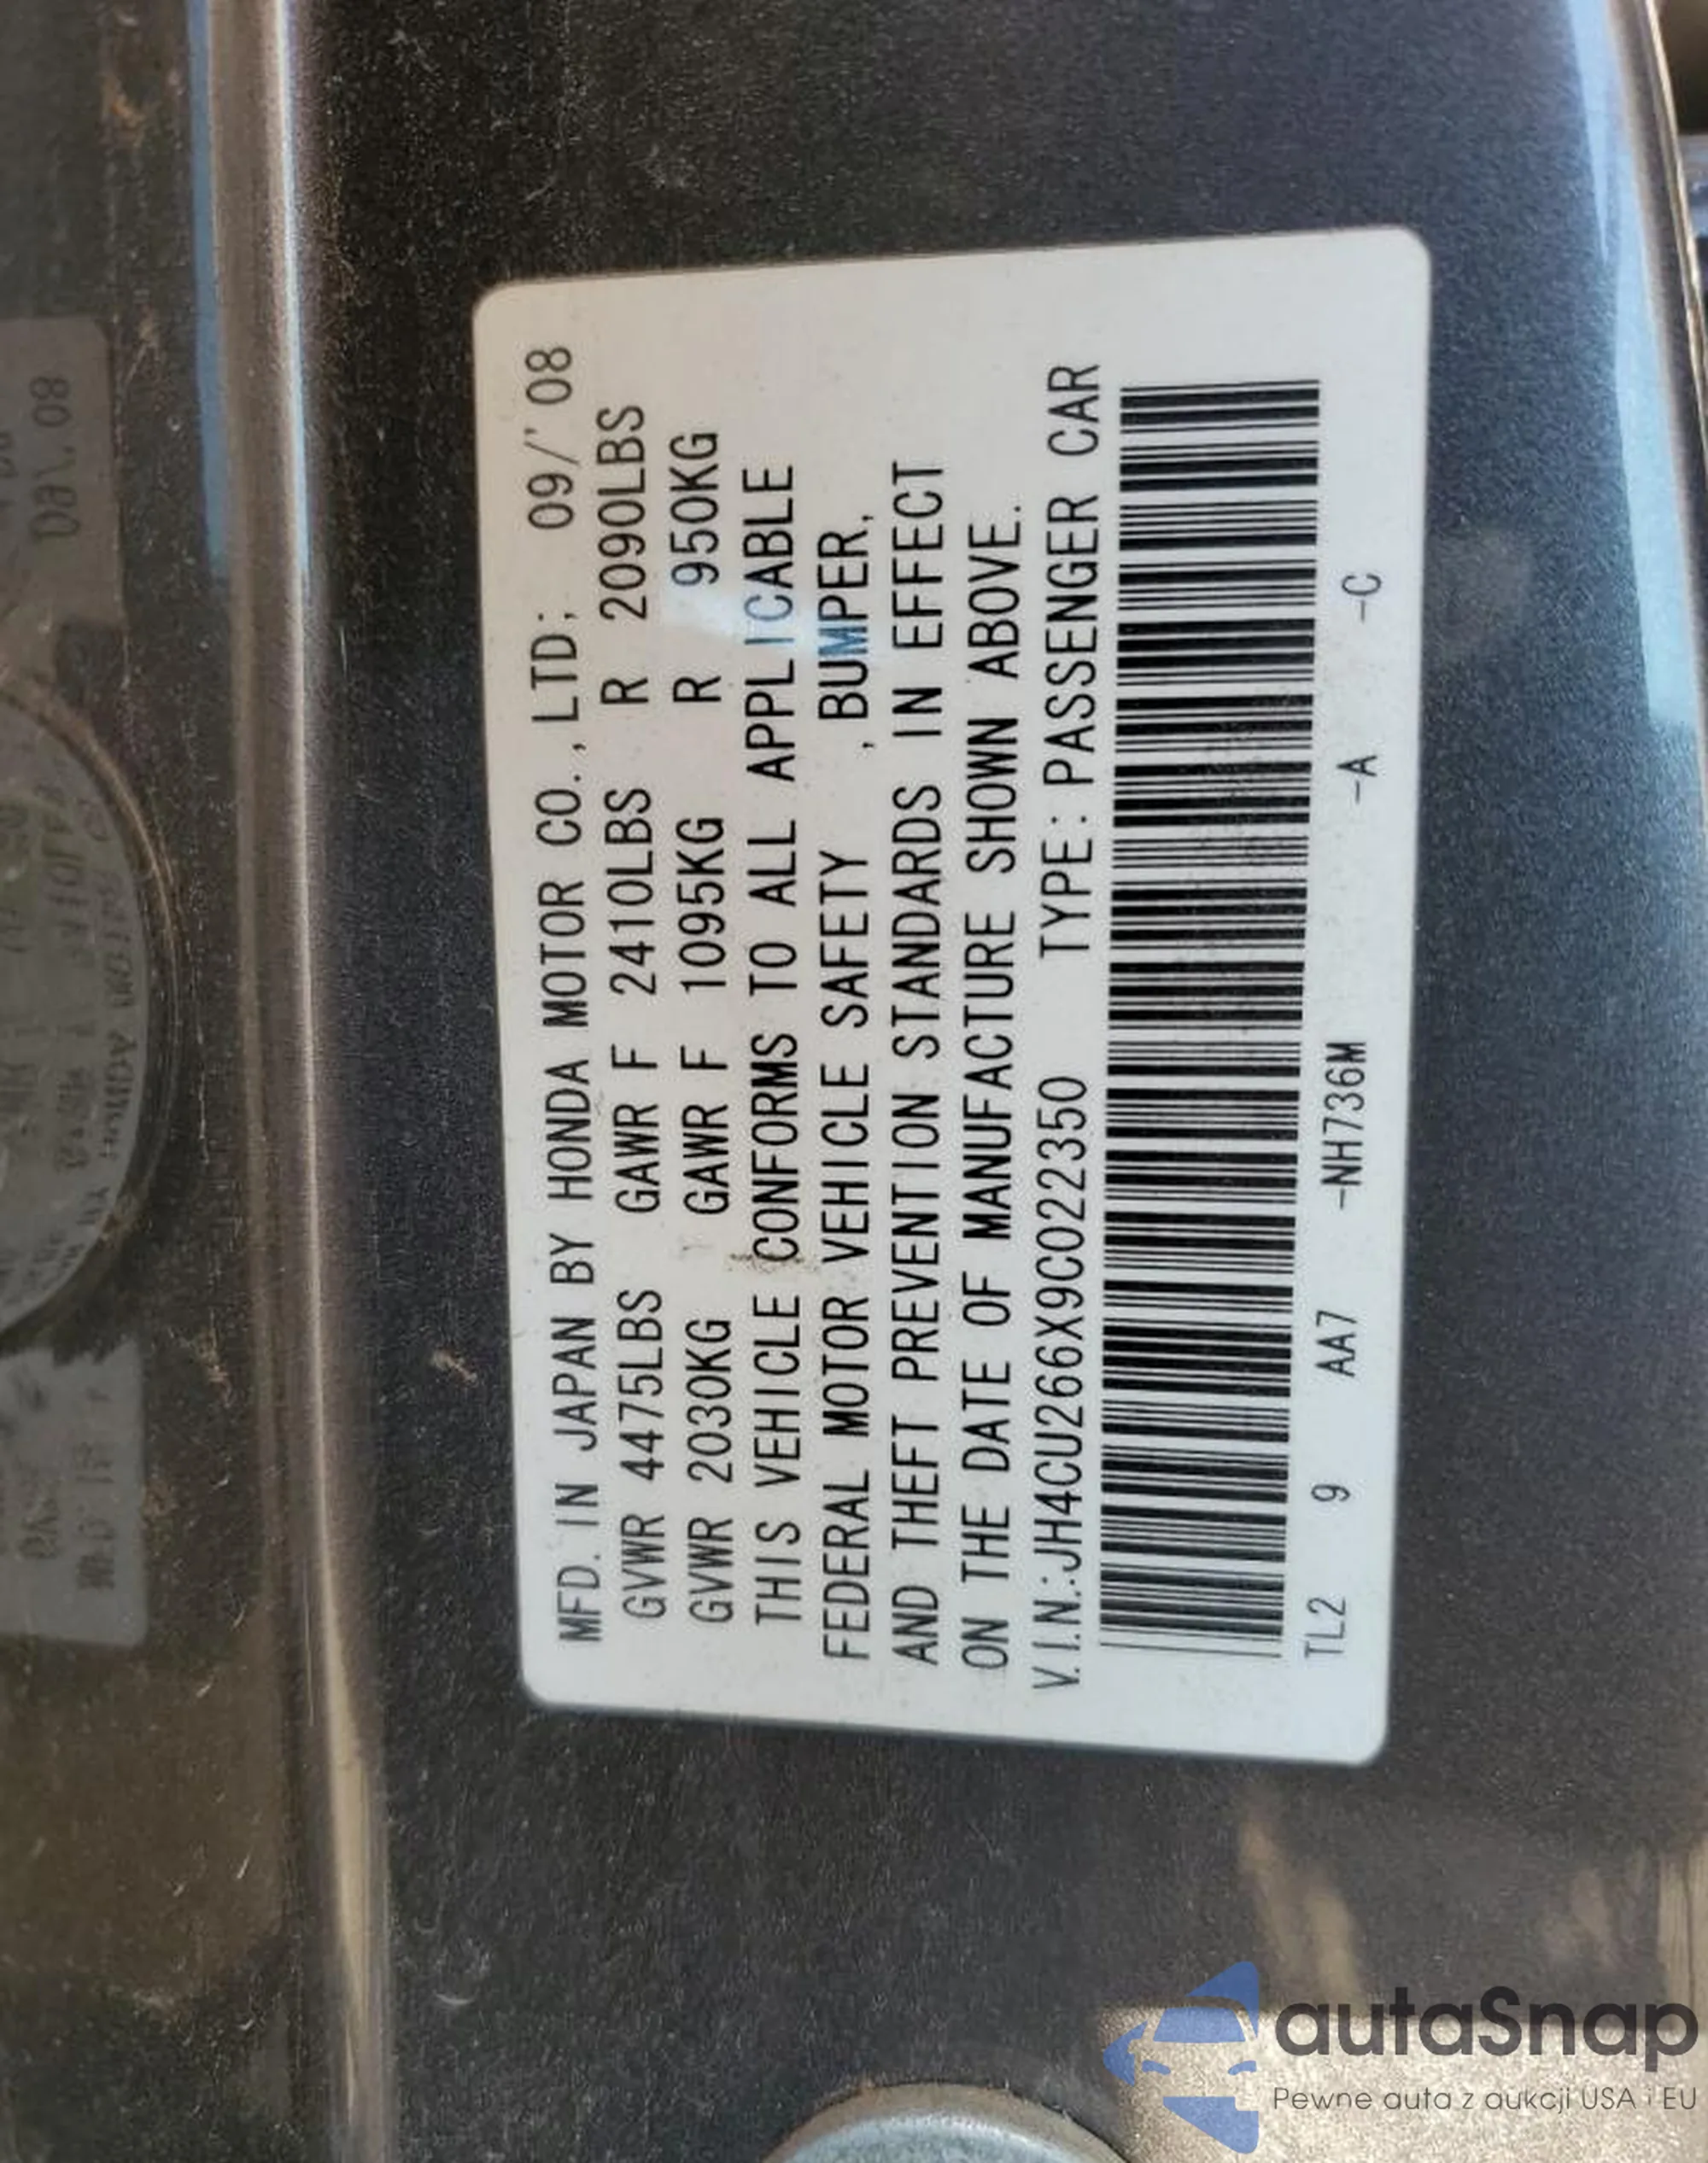 MFD. IN JAPAN BY HONDA MOTOR CO.,LTD; 09/'08
GVWR 4475LBS GAWR F 2410LBS R 2090LBS
GVWR 2030KG GAWR F 1095KG R 950KG
THIS VEHICLE CONFORMS TO ALL APPLICABLE
FEDERAL MOTOR VEHICLE SAFETY ,BUMPER,
AND THEFT PREVENTION STANDARDS IN EFFECT
ON THE DATE OF MANUFACTURE SHOWN ABOVE.
V.I.N.:JH4CU266X9C022350 TYPE:PASSENGER CAR
TL2 9 AA7 -NH736M -A -C
autaSnap
Pewne auta z aukcji USA i EU